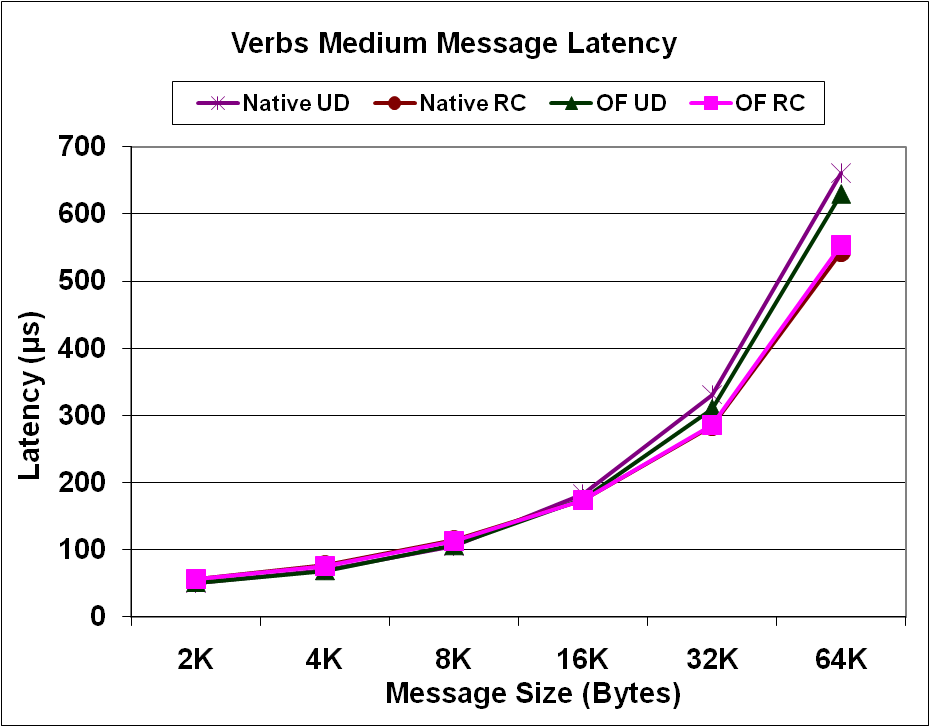 Verbs Medium Message Latency
Native UD Native RC OF UD OF RC
700
600
500
400
300
200
100
0
Latency (µs)
2K 4K 8K 16K 32K 64K
Message Size (Bytes)